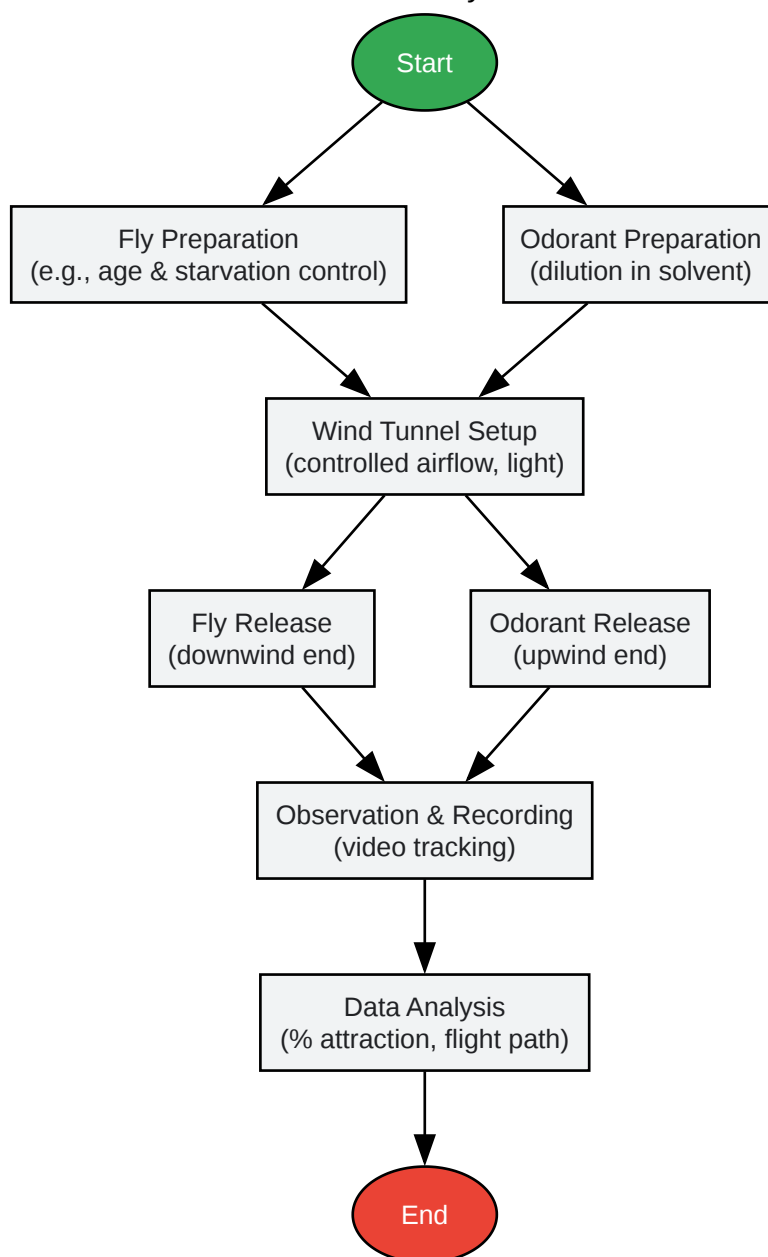 Start
Fly Preparation
(e.g., age & starvation control)
Odorant Preparation
(dilution in solvent)
Wind Tunnel Setup
(controlled airflow, light)
Fly Release
(downwind end)
Odorant Release
(upwind end)
Observation & Recording
(video tracking)
Data Analysis
(% attraction, flight path)
End